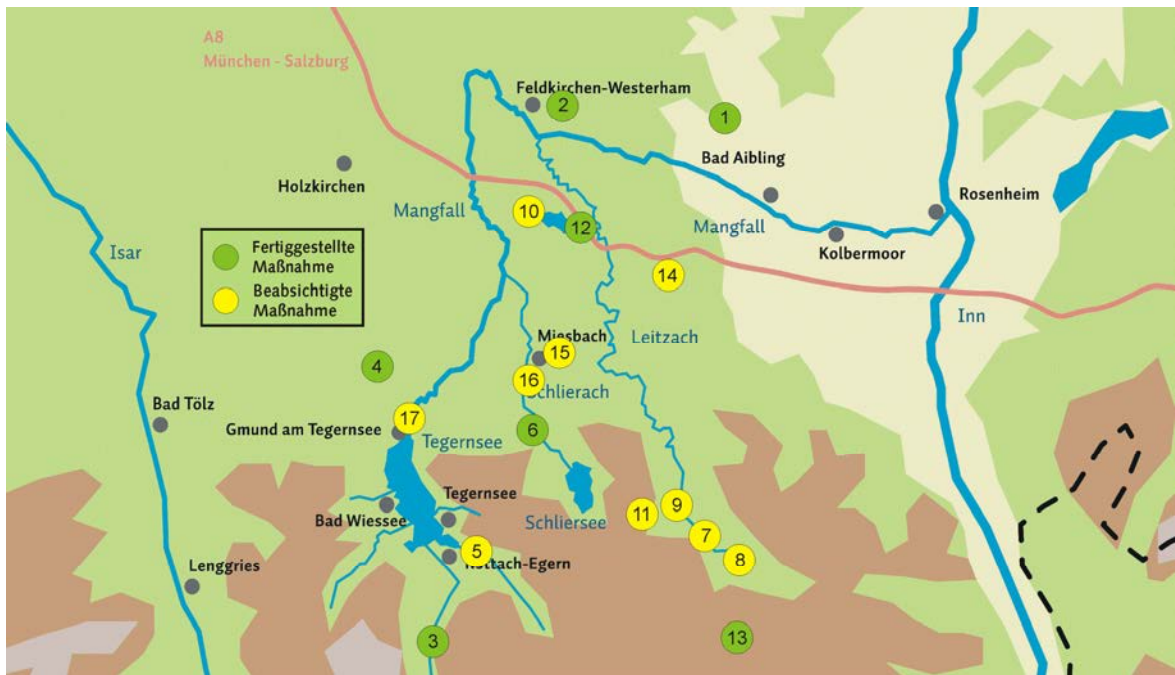 A8
München - Salzburg
Feldkirchen-Westerham
2
1
Bad Aibling
Holzkirchen
Rosenheim
Mangfall
10
12
Mangfall
Kolbermoor
Isar
Fertiggestellte
Maßnahme
Beabsichtigte
Maßnahme
14
Inn
Miesbach
15
Leitzach
4
16
Schlierach
Bad Tölz
17
Gmund am Tegernsee
6
Tegernsee
Tegernsee
9
11
Bad Wiessee
Schliersee
7
5
8
Rottach-Egern
Lenggries
3
13